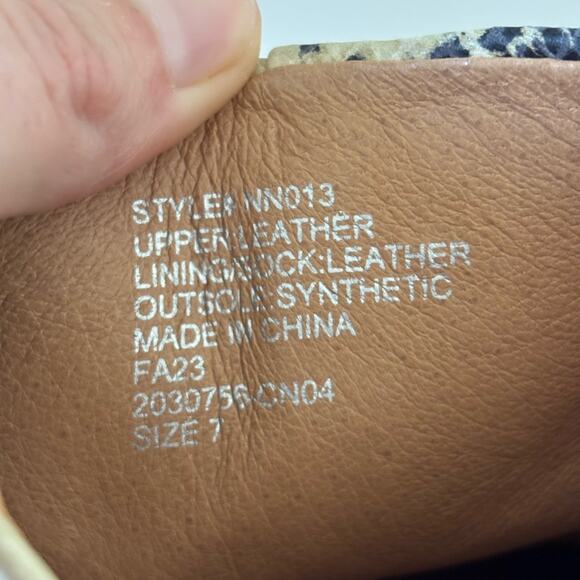 STYLE# NN013
UPPER:LEATHER
LINING/SOCK:LEATHER
OUTSOLE:SYNTHETIC
MADE IN CHINA
FA23
2030756-CN04
SIZE 7